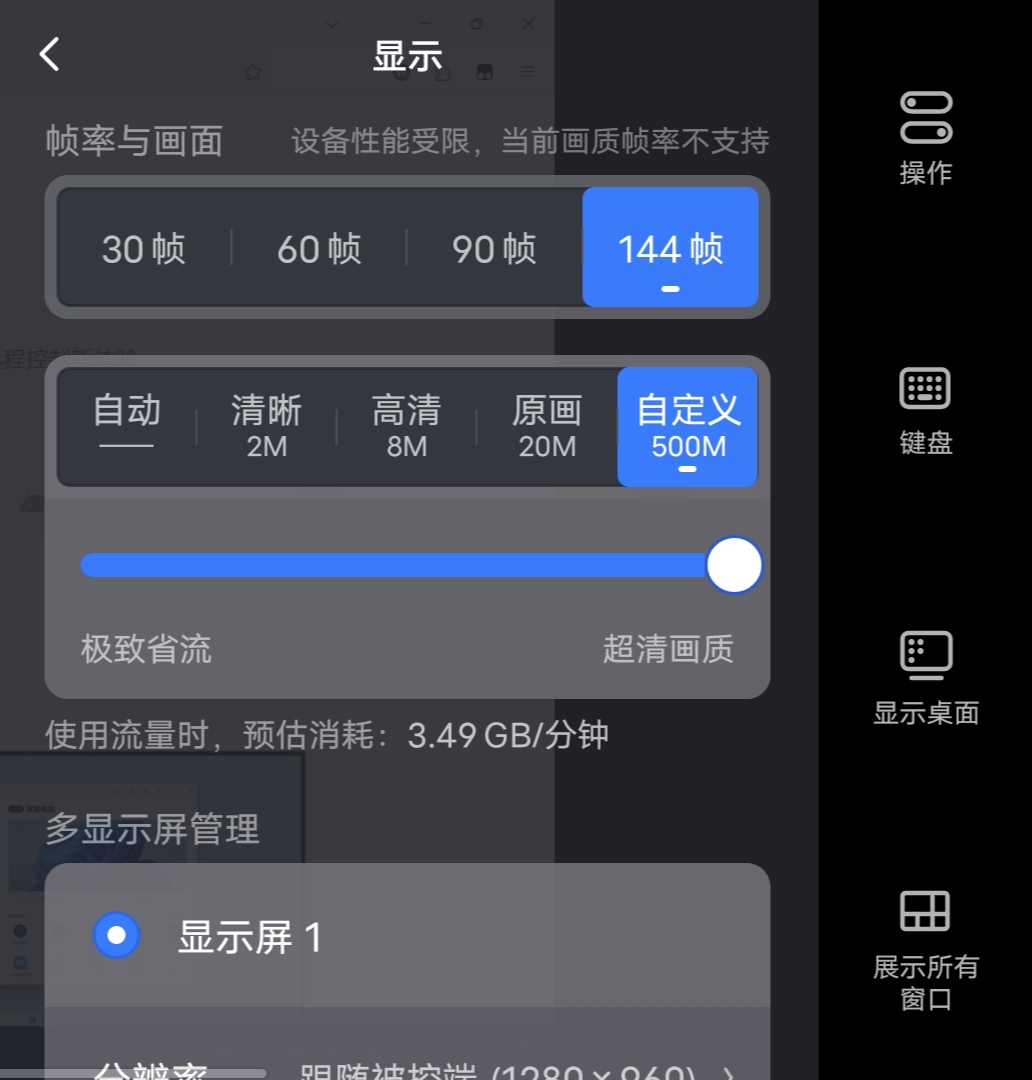 显示
帧率与画面 设备性能受限，当前画质帧率不支持
30 帧 60 帧 90 帧 144 帧
自动 清晰 高清 原画 自定义
2M 8M 20M 500M
极致省流 超清画质
使用流量时，预估消耗：3.49 GB/分钟
多显示屏管理
显示屏 1
分辨率 跟随被控端 (1280 × 960)
操作
键盘
显示桌面
展示所有
窗口